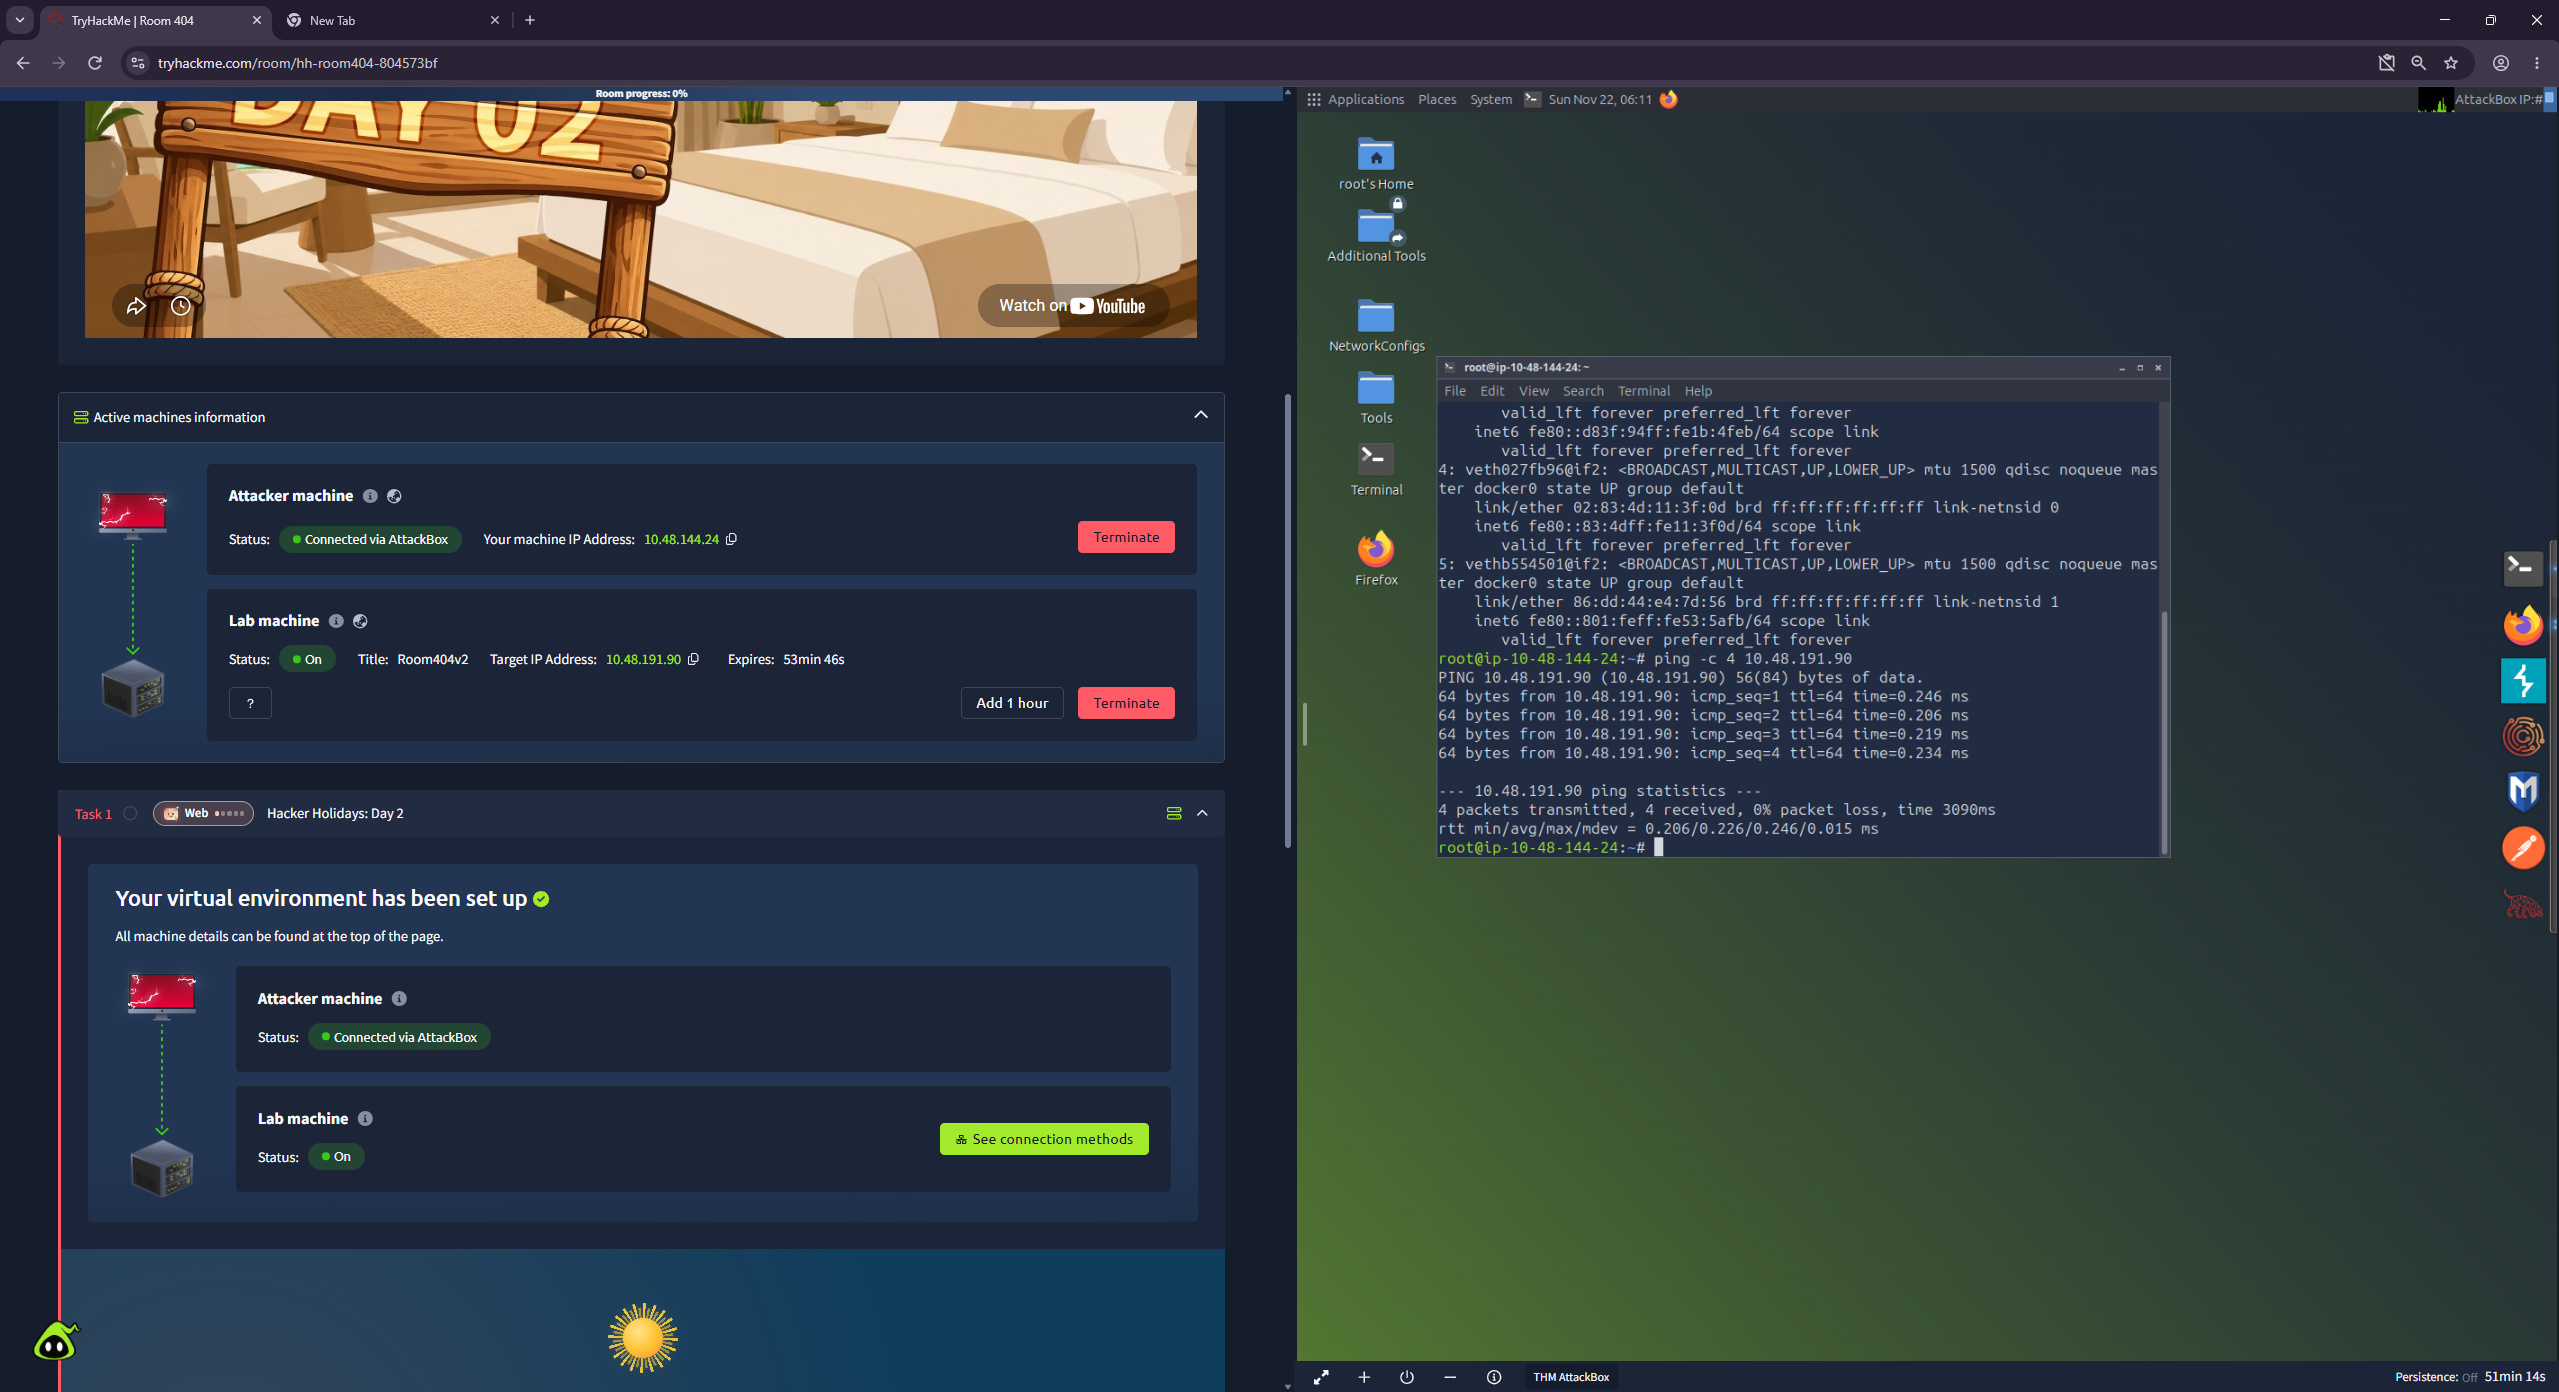 TryHackMe | Room 404
New Tab
tryhackme.com/room/hh-room404-804573bf
Room progress: 0%
DAY 02
Watch on YouTube
Active machines information
Attacker machine
Status: Connected via AttackBox Your machine IP Address: 10.48.144.24
Terminate
Lab machine
Status: On Title: Room404v2 Target IP Address: 10.48.191.90 Expires: 53min 46s
? Add 1 hour Terminate
Task 1 Web Hacker Holidays: Day 2
Your virtual environment has been set up
All machine details can be found at the top of the page.
Attacker machine
Status: Connected via AttackBox
Lab machine
Status: On
See connection methods
Applications Places System Sun Nov 22, 06:11 AttackBox IP:#
root's Home
Additional Tools
NetworkConfigs
Tools
Terminal
Firefox
root@ip-10-48-144-24: ~
File Edit View Search Terminal Help
valid_lft forever preferred_lft forever
inet6 fe80::d83f:94ff:fe1b:4feb/64 scope link
valid_lft forever preferred_lft forever
4: veth027fb96@if2: <BROADCAST,MULTICAST,UP,LOWER_UP> mtu 1500 qdisc noqueue mas
ter docker0 state UP group default
link/ether 02:83:4d:11:3f:0d brd ff:ff:ff:ff:ff:ff link-netnsid 0
inet6 fe80::83:4dff:fe11:3f0d/64 scope link
valid_lft forever preferred_lft forever
5: vethb554501@if2: <BROADCAST,MULTICAST,UP,LOWER_UP> mtu 1500 qdisc noqueue mas
ter docker0 state UP group default
link/ether 86:dd:44:e4:7d:56 brd ff:ff:ff:ff:ff:ff link-netnsid 1
inet6 fe80::801:feff:fe53:5afb/64 scope link
valid_lft forever preferred_lft forever
root@ip-10-48-144-24:~# ping -c 4 10.48.191.90
PING 10.48.191.90 (10.48.191.90) 56(84) bytes of data.
64 bytes from 10.48.191.90: icmp_seq=1 ttl=64 time=0.246 ms
64 bytes from 10.48.191.90: icmp_seq=2 ttl=64 time=0.206 ms
64 bytes from 10.48.191.90: icmp_seq=3 ttl=64 time=0.219 ms
64 bytes from 10.48.191.90: icmp_seq=4 ttl=64 time=0.234 ms
--- 10.48.191.90 ping statistics ---
4 packets transmitted, 4 received, 0% packet loss, time 3090ms
rtt min/avg/max/mdev = 0.206/0.226/0.246/0.015 ms
root@ip-10-48-144-24:~#
THM AttackBox
Persistence: Off 51min 14s